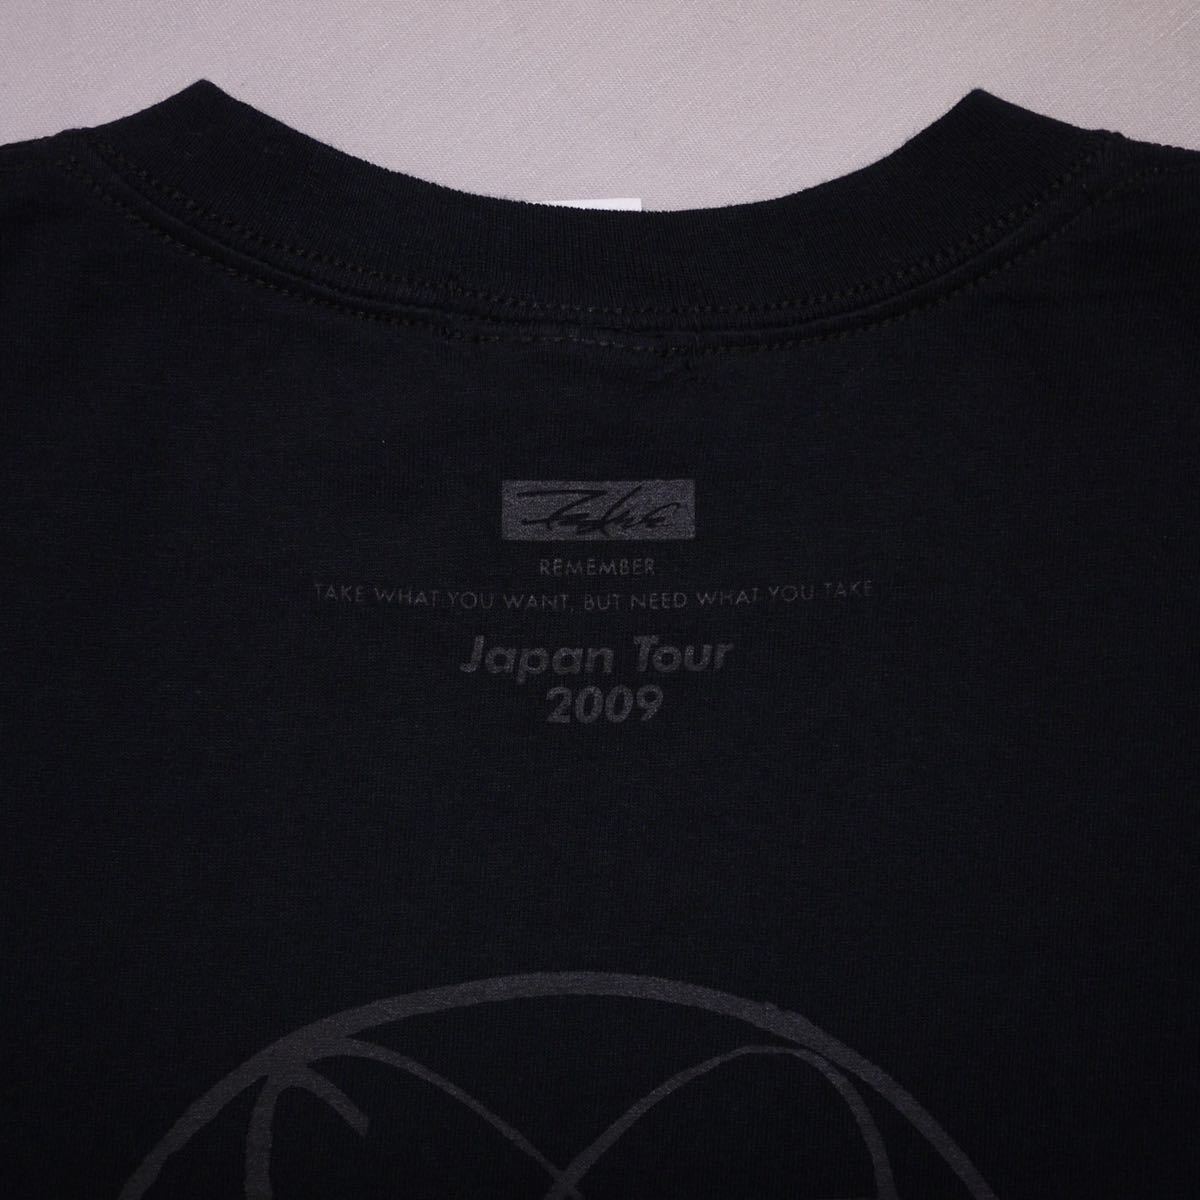 REMEMBER
TAKE WHAT YOU WANT, BUT NEED WHAT YOU TAKE
Japan Tour
2009